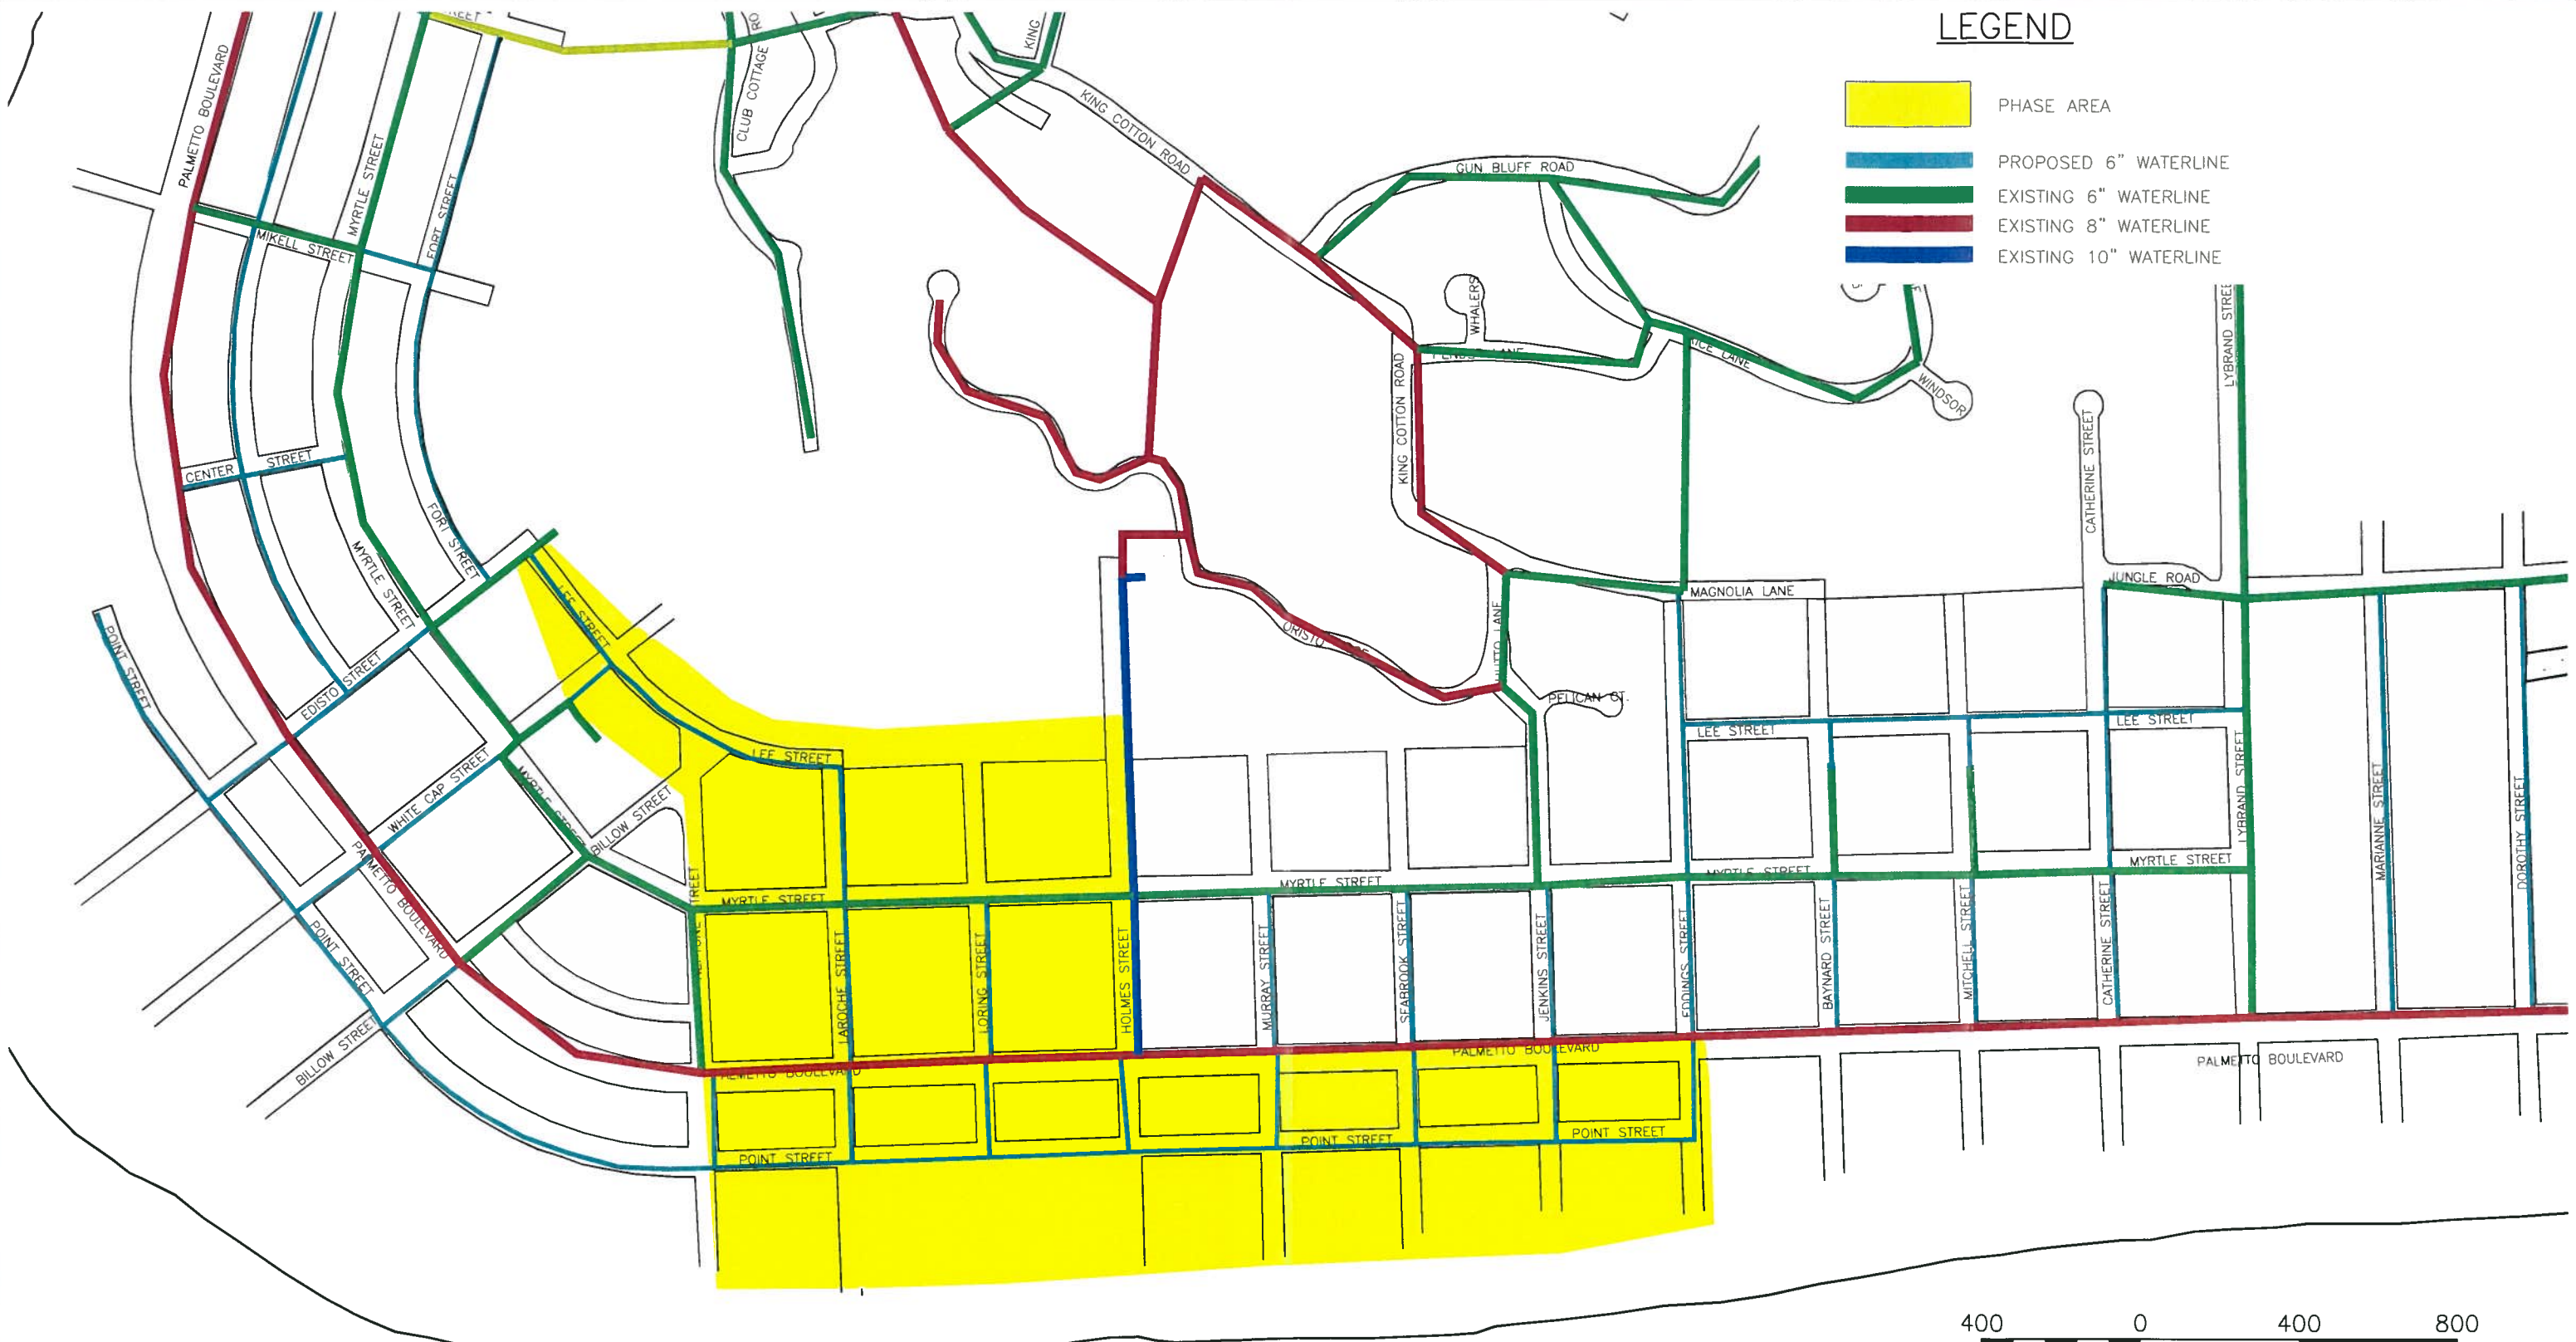 LEGEND
PHASE AREA
PROPOSED 6" WATERLINE
EXISTING 6" WATERLINE
EXISTING 8" WATERLINE
EXISTING 10" WATERLINE
PALMETTO BOULEVARD
MYRTLE STREET
FORT STREET
MIKELL STREET
CLUB COTTAGE
KING
KING COTTON ROAD
GUN BLUFF ROAD
WHALERS
LANE
LANE
WINDSOR
KING COTTON ROAD
LYBRAND
CATHERINE STREET
CENTER STREET
FORT STREET
MYRTLE STREET
JUNGLE ROAD
MAGNOLIA LANE
LEE STREET
POINT STREET
EDISTO STREET
PELICAN CT.
LEE STREET
LEE STREET
LEE STREET
WHITE CAP STREET
MYRTLE STREET
BILLOW STREET
LYBRAND STREET
MARIANNE STREET
DOROTHY STREET
MYRTLE STREET
MYRTLE STREET
MYRTLE STREET
MYRTLE STREET
PALMETTO BOULEVARD
POINT STREET
BILLOW STREET
LAROCHE STREET
LORING STREET
HOLMES STREET
MURRAY STREET
SEABROOK STREET
JENKINS STREET
EDDINGS STREET
BAYNARD STREET
MITCHELL STREET
CATHERINE STREET
BOULEVARD
PALMETTO BOULEVARD
PALMETTO BOULEVARD
POINT STREET
POINT STREET
POINT STREET
400 0 400 800